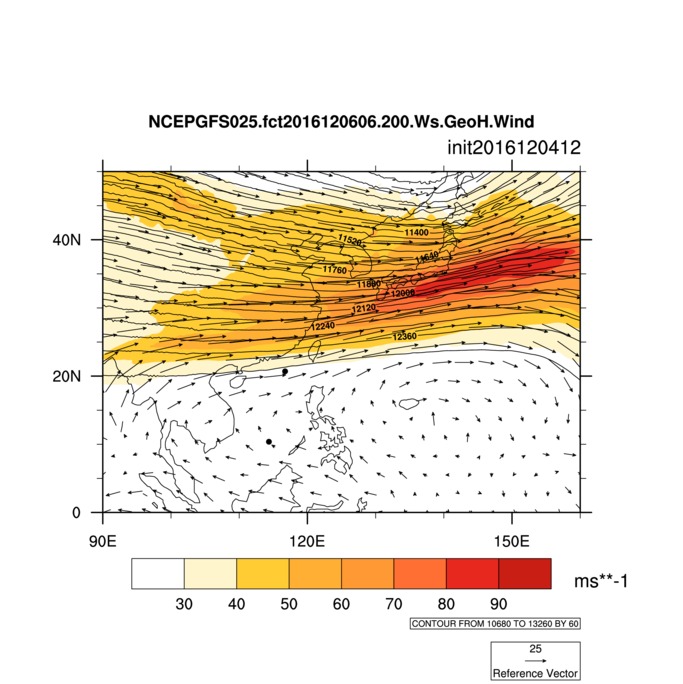 NCEPGFS025.fct2016120606.200.Ws.GeoH.Wind
init2016120412
40N
20N
0
11400
11520
11640
11760
11880
12000
12120
12240
12360
90E 120E 150E
ms**-1
30 40 50 60 70 80 90
CONTOUR FROM 10680 TO 13260 BY 60
25
Reference Vector